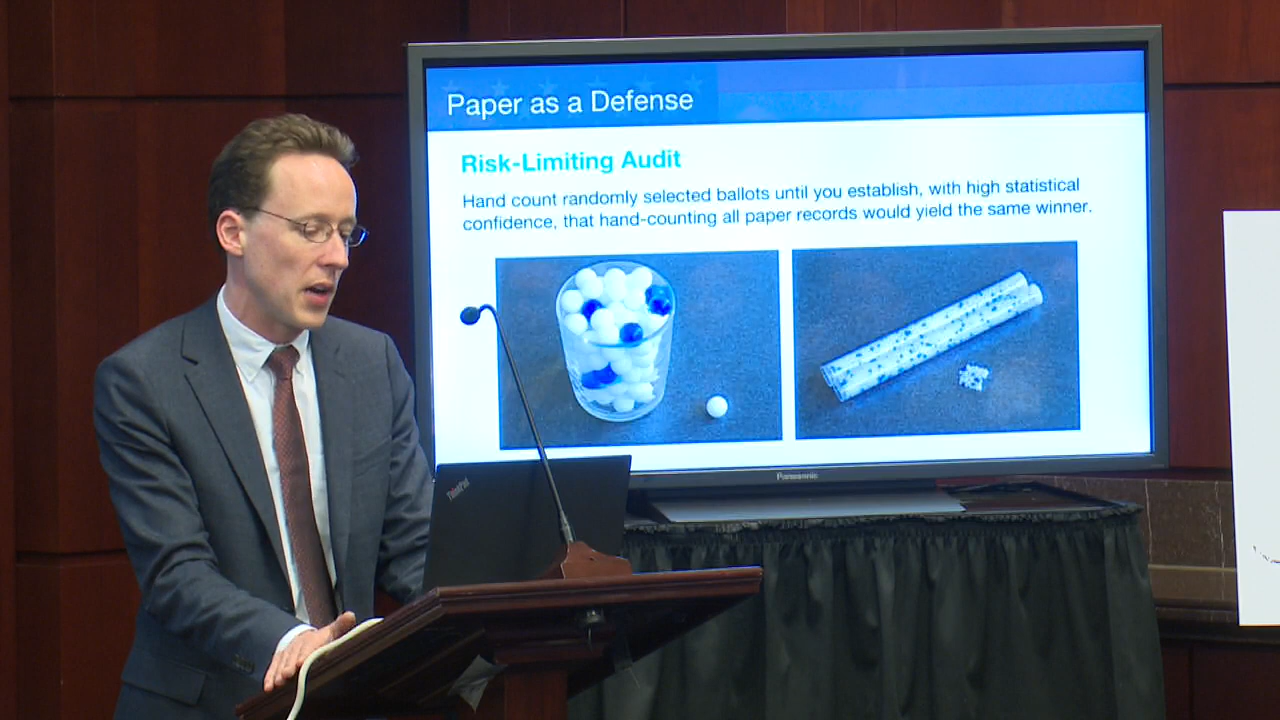 Paper as a Defense
Risk-Limiting Audit
Hand count randomly selected ballots until you establish, with high statistical
confidence, that hand-counting all paper records would yield the same winner.
Panasonic
ThinkPad